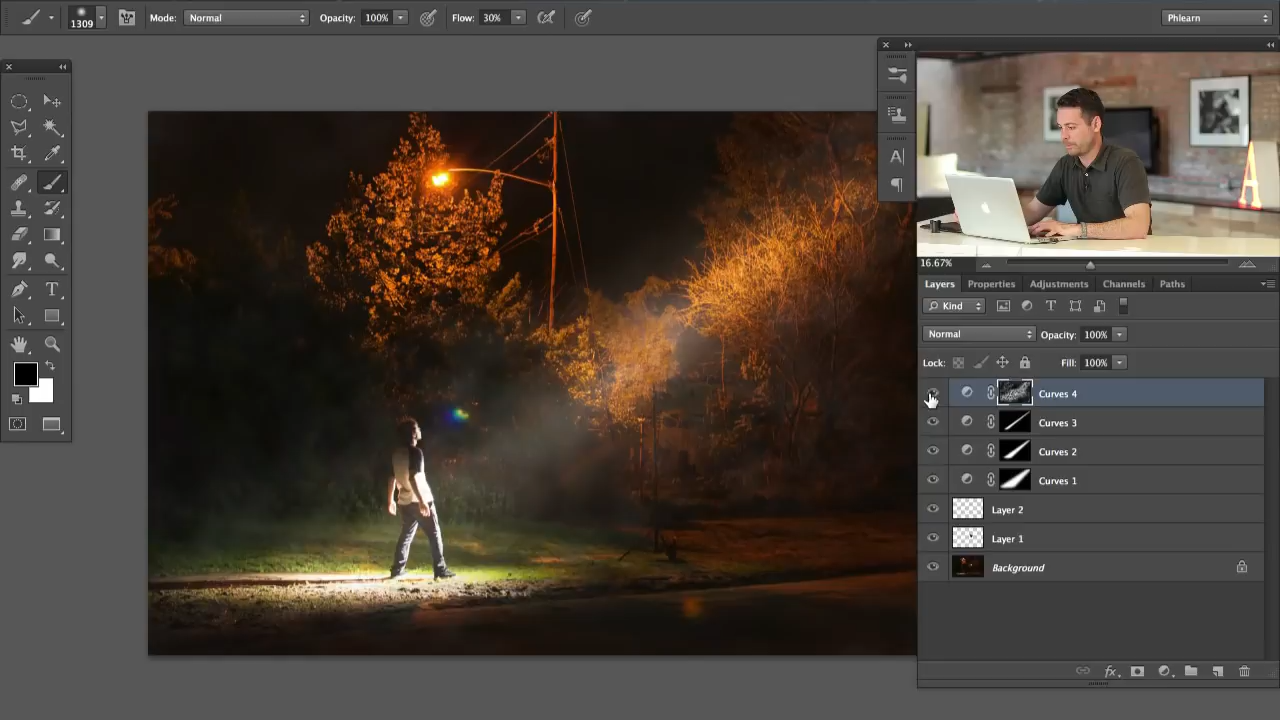 1309 Mode: Normal Opacity: 100% Flow: 30% Phlearn
A
16.67%
Layers Properties Adjustments Channels Paths
Kind T
Normal Opacity: 100%
Lock: Fill: 100%
Curves 4
Curves 3
Curves 2
Curves 1
Layer 2
Layer 1
Background
fx